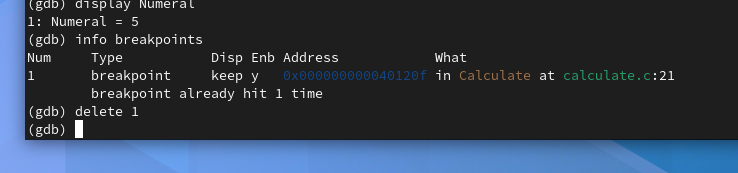 (gdb) display Numeral
1: Numeral = 5
(gdb) info breakpoints
Num     Type           Disp Enb Address            What
1       breakpoint     keep y   0x000000000040120f in Calculate at calculate.c:21
        breakpoint already hit 1 time
(gdb) delete 1
(gdb)